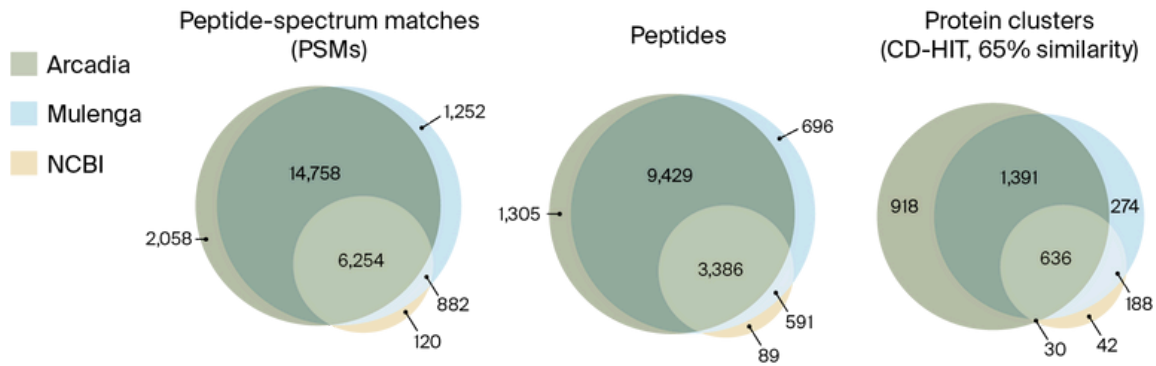 Peptide-spectrum matches
(PSMs)
Peptides
Protein clusters
(CD-HIT, 65% similarity)
Arcadia
Mulenga
NCBI
1,252
14,758
2,058
6,254
882
120
696
9,429
1,305
3,386
591
89
1,391
918
274
636
188
30
42